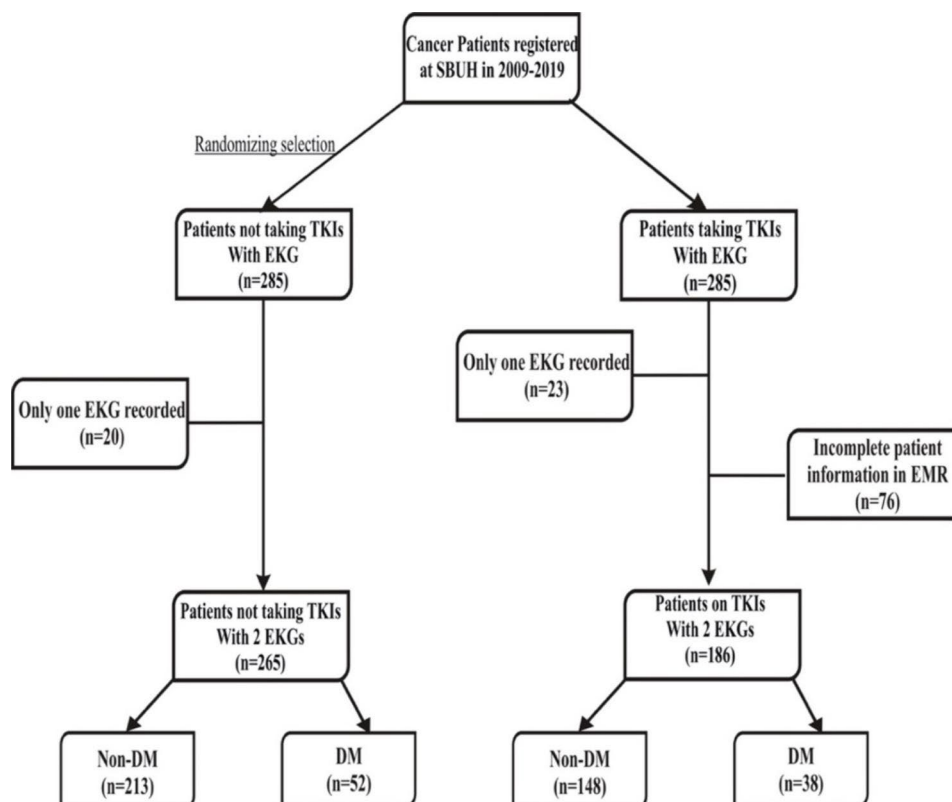 Cancer Patients registered
at SBUH in 2009-2019
Randomizing selection
Patients not taking TKIs
With EKG
(n=285)
Patients taking TKIs
With EKG
(n=285)
Only one EKG recorded
(n=20)
Only one EKG recorded
(n=23)
Incomplete patient
information in EMR
(n=76)
Patients not taking TKIs
With 2 EKGs
(n=265)
Patients on TKIs
With 2 EKGs
(n=186)
Non-DM
(n=213)
DM
(n=52)
Non-DM
(n=148)
DM
(n=38)